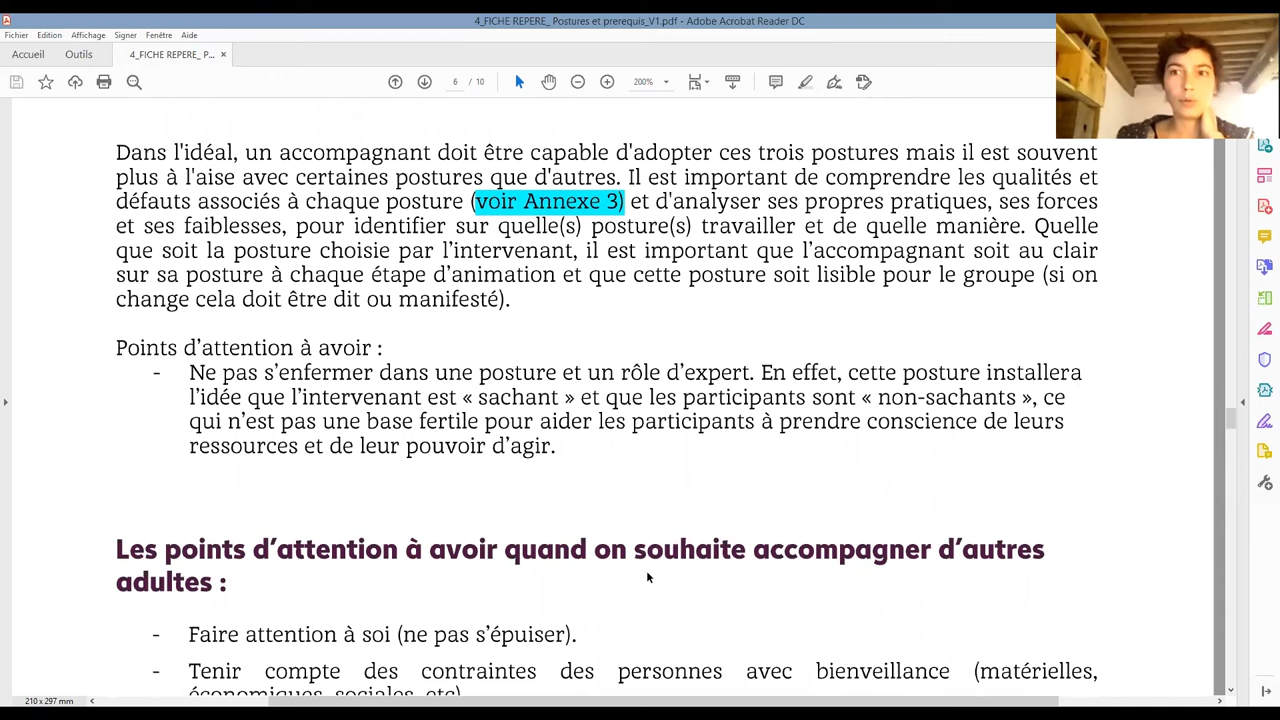 4_FICHE REPERE_ Postures et prerequis_V1.pdf - Adobe Acrobat Reader DC
Fichier Edition Affichage Signer Fenêtre Aide
Accueil Outils 4_FICHE REPERE_ P... ×
6 / 10 200%
Dans l'idéal, un accompagnant doit être capable d'adopter ces trois postures mais il est souvent
plus à l'aise avec certaines postures que d'autres. Il est important de comprendre les qualités et
défauts associés à chaque posture (voir Annexe 3) et d'analyser ses propres pratiques, ses forces
et ses faiblesses, pour identifier sur quelle(s) posture(s) travailler et de quelle manière. Quelle
que soit la posture choisie par l’intervenant, il est important que l’accompagnant soit au clair
sur sa posture à chaque étape d’animation et que cette posture soit lisible pour le groupe (si on
change cela doit être dit ou manifesté).
Points d’attention à avoir :
- Ne pas s’enfermer dans une posture et un rôle d’expert. En effet, cette posture installera
l’idée que l’intervenant est « sachant » et que les participants sont « non-sachants », ce
qui n’est pas une base fertile pour aider les participants à prendre conscience de leurs
ressources et de leur pouvoir d’agir.
Les points d’attention à avoir quand on souhaite accompagner d’autres
adultes :
- Faire attention à soi (ne pas s’épuiser).
- Tenir compte des contraintes des personnes avec bienveillance (matérielles,
économiques, sociales, etc)
210 x 297 mm